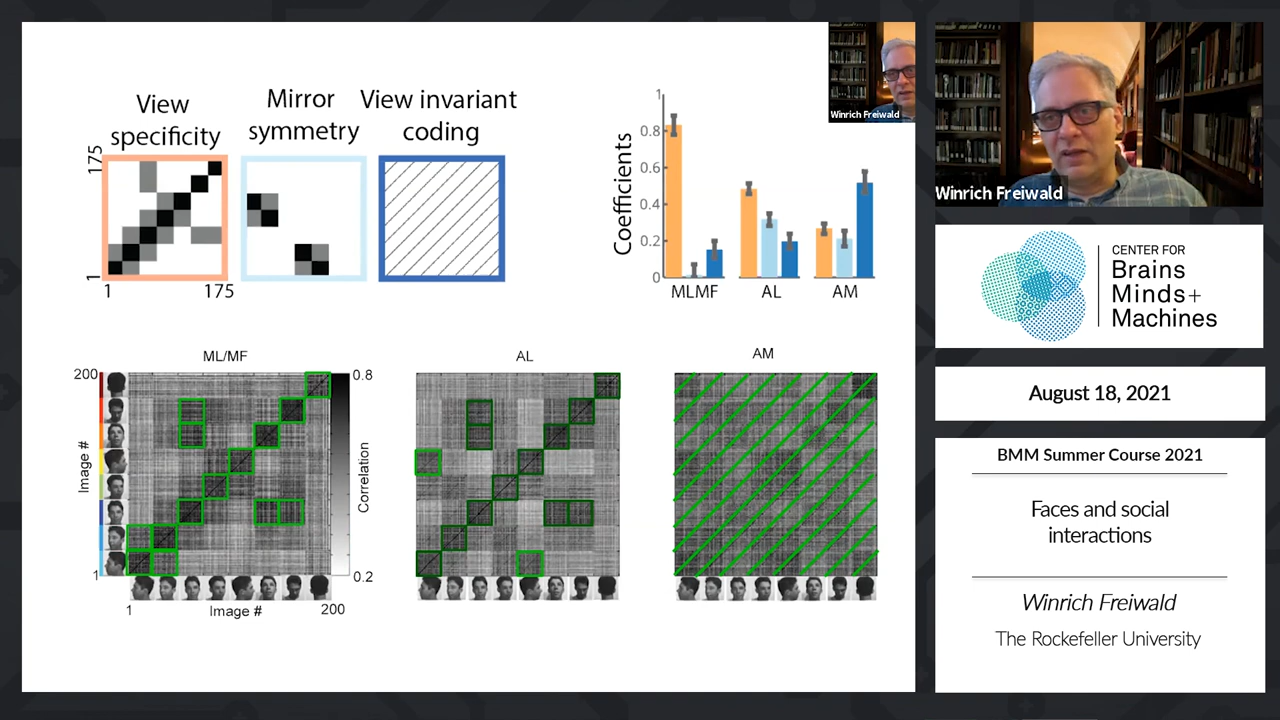 View
specificity
Mirror
symmetry
View invariant
coding
175
1
1
175
Coefficients
1
0.8
0.6
0.4
0.2
0
MLMF
AL
AM
Winrich Freiwald
ML/MF
200
Image #
1
1
Image #
200
0.8
Correlation
0.2
AL
AM
Winrich Freiwald
CENTER FOR
Brains
Minds+
Machines
August 18, 2021
BMM Summer Course 2021
Faces and social
interactions
Winrich Freiwald
The Rockefeller University